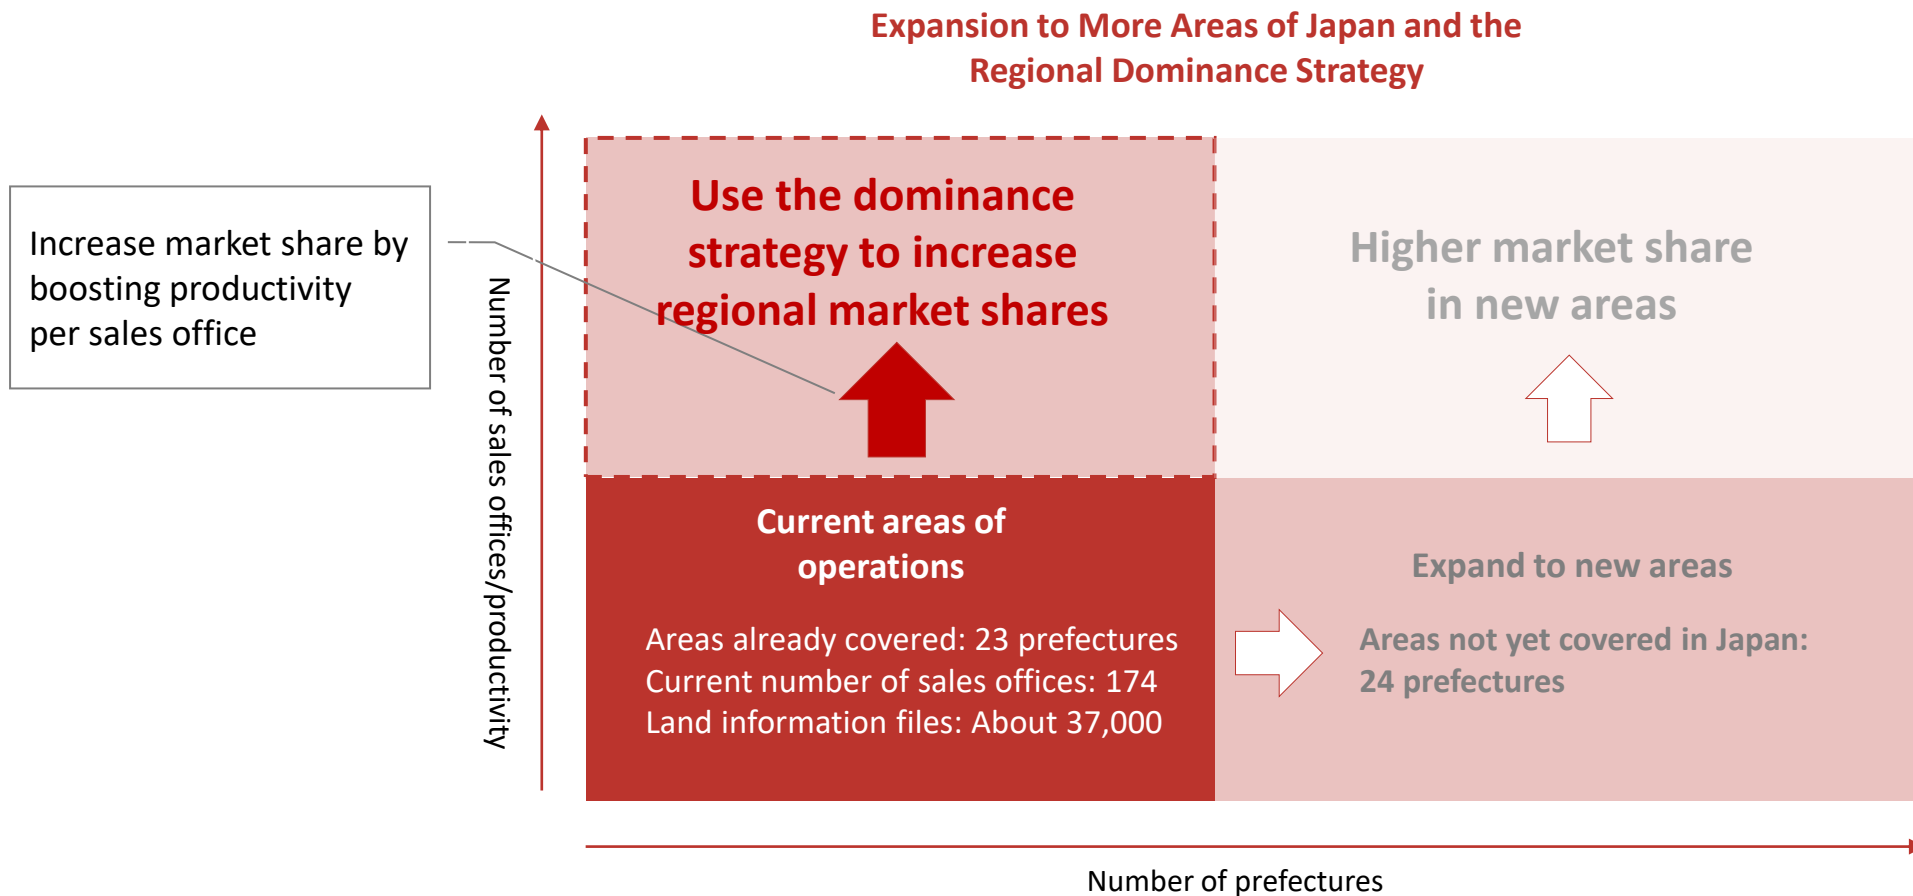 Expansion to More Areas of Japan and the
Regional Dominance Strategy
Increase market share by
boosting productivity
per sales office
Number of sales offices/productivity
Use the dominance
strategy to increase
regional market shares
Higher market share
in new areas
Current areas of
operations
Areas already covered: 23 prefectures
Current number of sales offices: 174
Land information files: About 37,000
Expand to new areas
Areas not yet covered in Japan:
24 prefectures
Number of prefectures